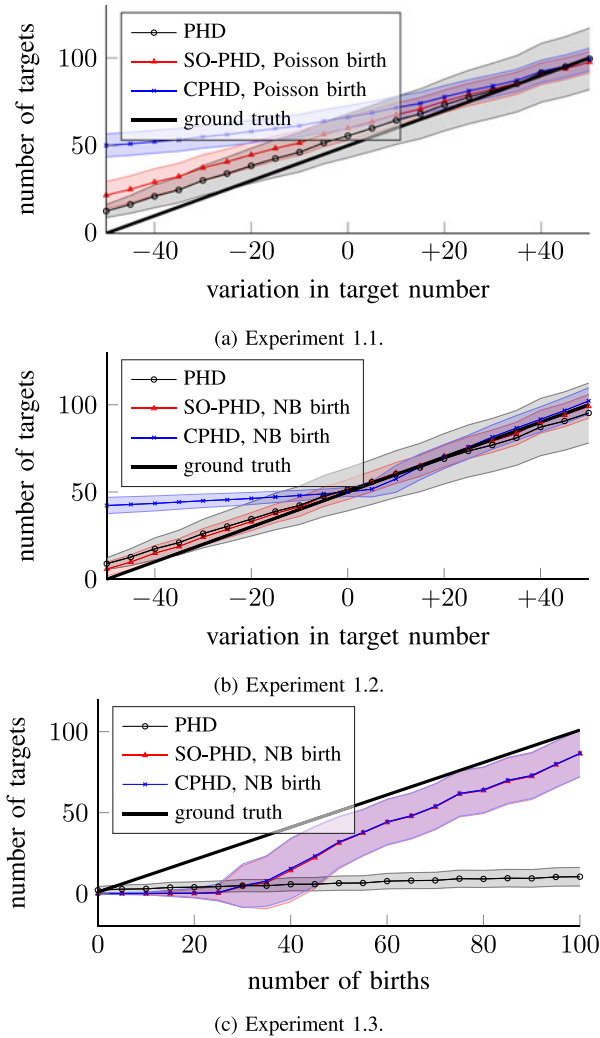 number of targets
100
50
0
PHD
SO-PHD, Poisson birth
CPHD, Poisson birth
ground truth
−40
−20
0
+20
+40
variation in target number
(a) Experiment 1.1.
number of targets
100
50
0
PHD
SO-PHD, NB birth
CPHD, NB birth
ground truth
−40
−20
0
+20
+40
variation in target number
(b) Experiment 1.2.
number of targets
100
50
0
PHD
SO-PHD, NB birth
CPHD, NB birth
ground truth
0
20
40
60
80
100
number of births
(c) Experiment 1.3.